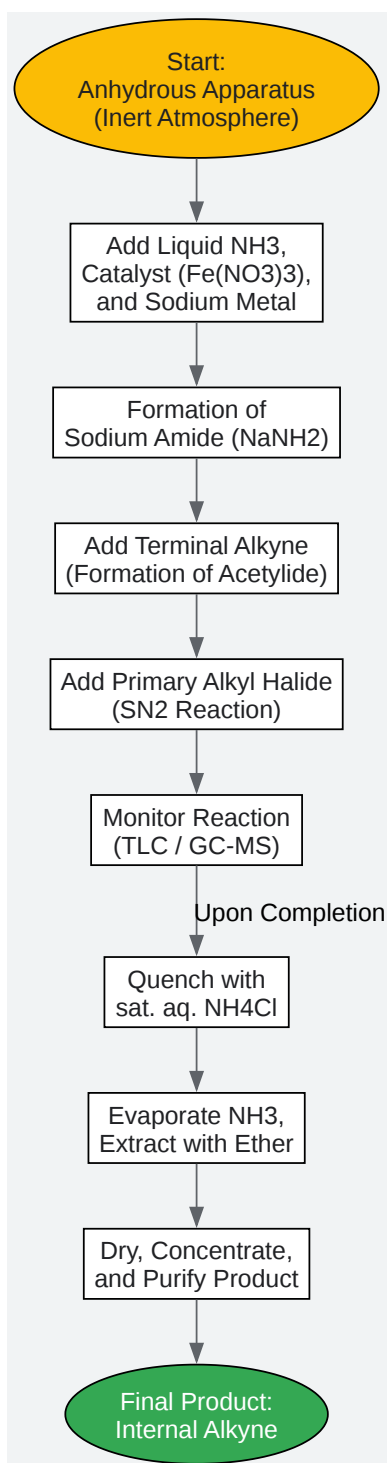 Start:
Anhydrous Apparatus
(Inert Atmosphere)
Add Liquid NH3,
Catalyst (Fe(NO3)3),
and Sodium Metal
Formation of
Sodium Amide (NaNH2)
Add Terminal Alkyne
(Formation of Acetylide)
Add Primary Alkyl Halide
(SN2 Reaction)
Monitor Reaction
(TLC / GC-MS)
Upon Completion
Quench with
sat. aq. NH4Cl
Evaporate NH3,
Extract with Ether
Dry, Concentrate,
and Purify Product
Final Product:
Internal Alkyne